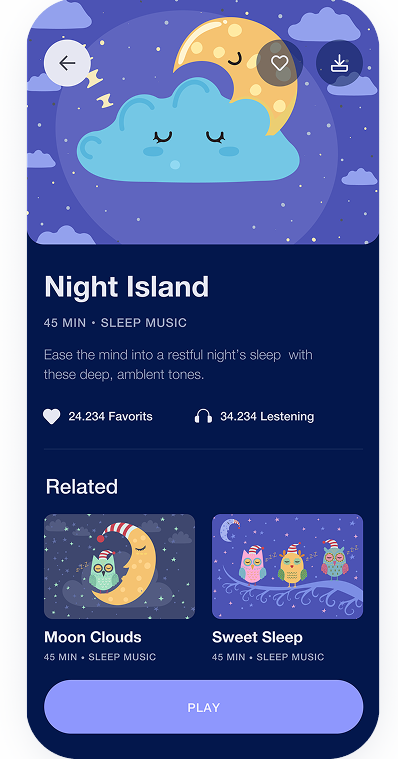 Night Island
45 MIN • SLEEP MUSIC
Ease the mind into a restful night's sleep with
these deep, amblent tones.
24.234 Favorits
34.234 Lestening
Related
Moon Clouds
Sweet Sleep
45 MIN • SLEEP MUSIC
45 MIN • SLEEP MUSIC
PLAY